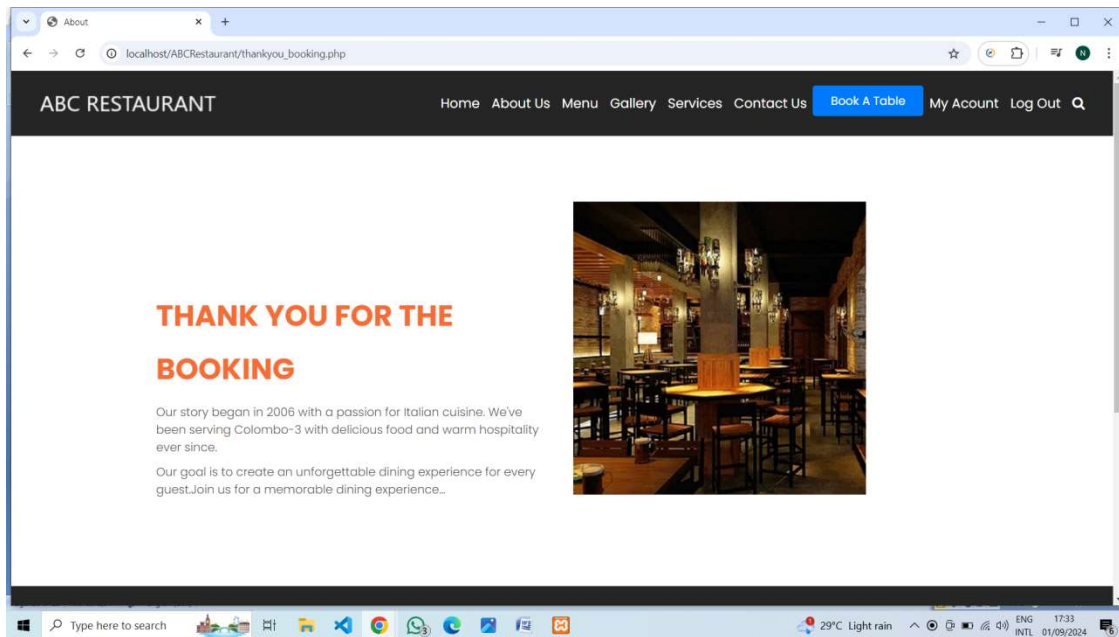 About
localhost/ABCRestaurant/thankyou_booking.php
N
ABC RESTAURANT
Home About Us Menu Gallery Services Contact Us Book A Table My Acount Log Out
THANK YOU FOR THE
BOOKING
Our story began in 2006 with a passion for Italian cuisine. We've
been serving Colombo-3 with delicious food and warm hospitality
ever since.
Our goal is to create an unforgettable dining experience for every
guest.Join us for a memorable dining experience...
Type here to search
3
29°C Light rain
ENG
INTL
17:33
01/09/2024